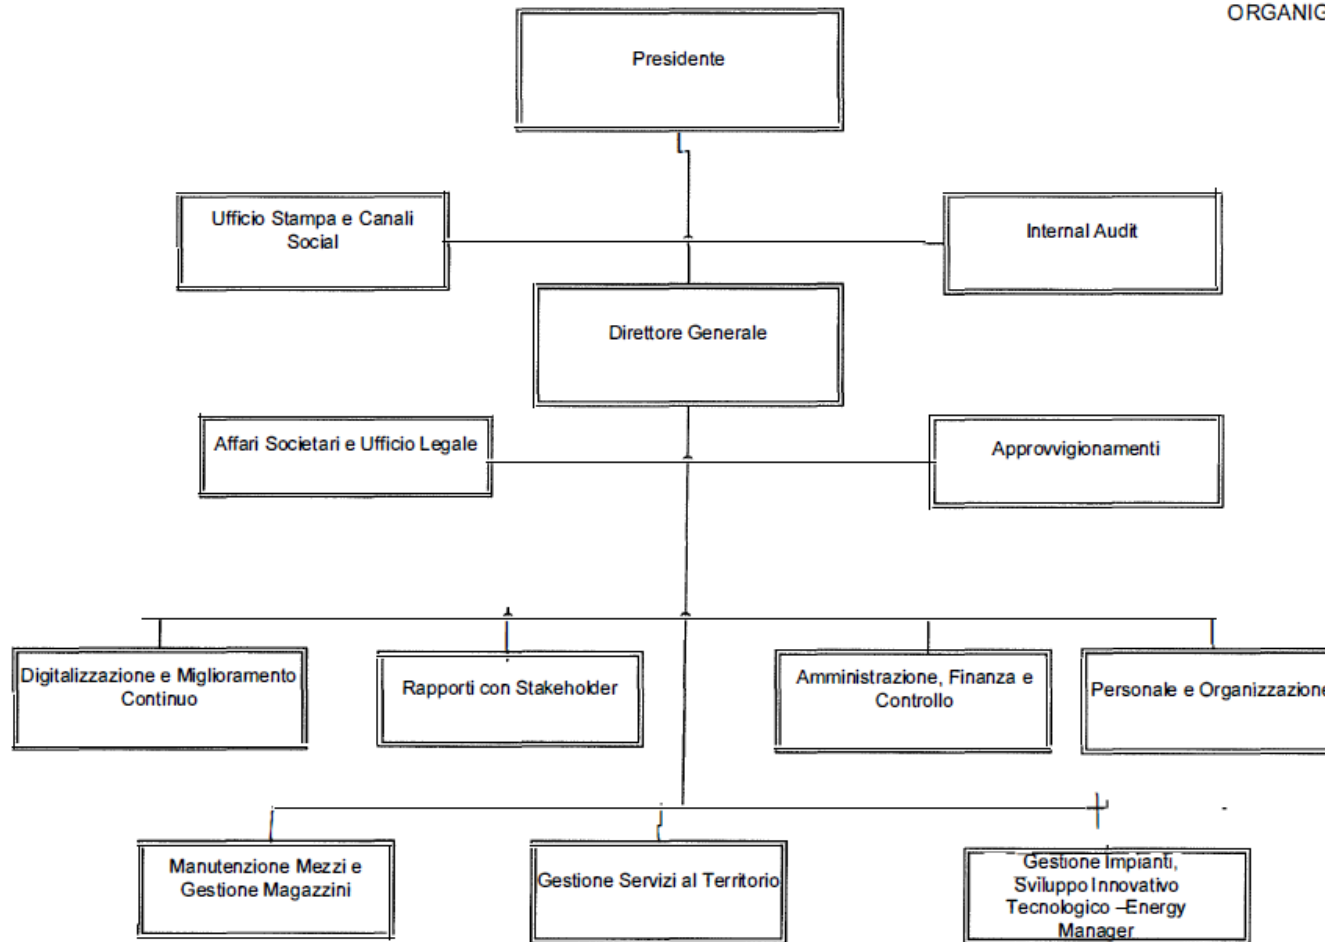 ORGANIG
Presidente
Ufficio Stampa e Canali
Social
Internal Audit
Direttore Generale
Affari Societari e Ufficio Legale
Approvvigionamenti
Digitalizzazione e Miglioramento
Continuo
Rapporti con Stakeholder
Amministrazione, Finanza e
Controllo
Personale e Organizzazione
Manutenzione Mezzi e
Gestione Magazzini
Gestione Servizi al Territorio
Gestione Impianti,
Sviluppo Innovativo
Tecnologico –Energy
Manager